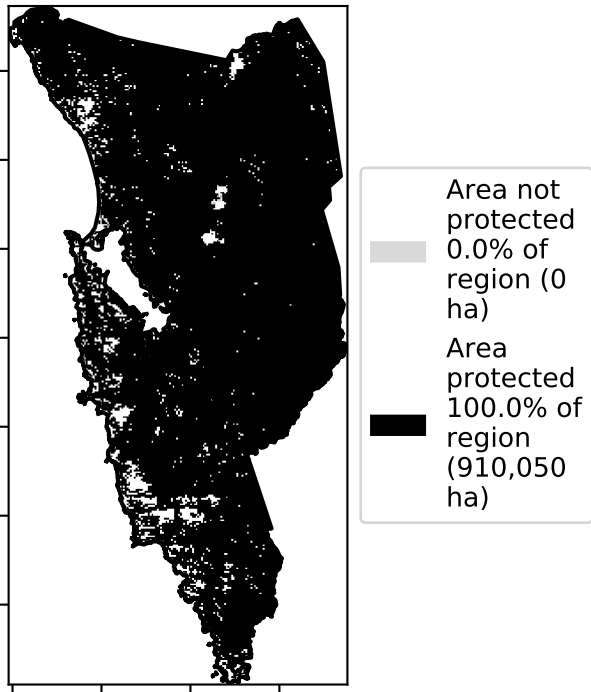 Area not
protected
0.0% of
region (0
ha)
Area
protected
100.0% of
region
(910,050
ha)